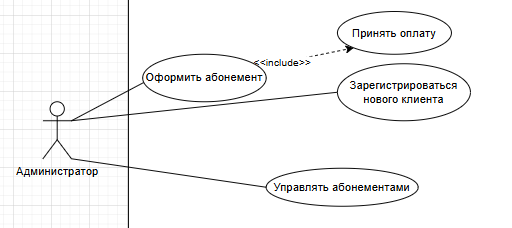 Принять оплату
<<include>>
Оформить абонемент
Зарегистрироваться
нового клиента
Администратор
Управлять абонементами